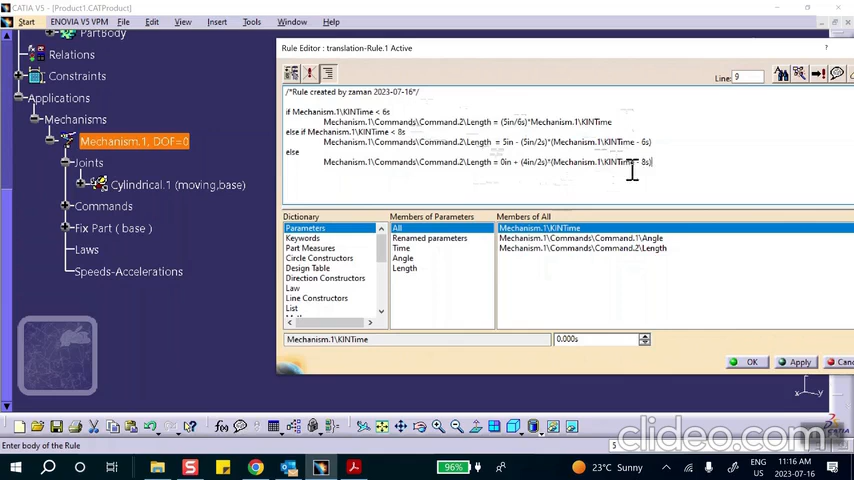 CATIA V5 - [Product1.CATProduct]
Start ENOVIA V5 VPM File Edit View Insert Tools Window Help
PartBody
Relations
Constraints
Applications
Mechanisms
Mechanism.1, DOF=0
Joints
Cylindrical.1 (moving,base)
Commands
Fix Part ( base )
Laws
Speeds-Accelerations
Rule Editor : translation-Rule.1 Active
?
Line: 9
/*Rule created by zaman 2023-07-16*/
if Mechanism.1\KINTime < 6s
Mechanism.1\Commands\Command.2\Length = (5in/6s)*Mechanism.1\KINTime
else if Mechanism.1\KINTime < 8s
Mechanism.1\Commands\Command.2\Length = 5in - (5in/2s)*(Mechanism.1\KINTime - 6s)
else
Mechanism.1\Commands\Command.2\Length = 0in + (4in/2s)*(Mechanism.1\KINTime - 8s)
Dictionary Members of Parameters Members of All
Parameters
Keywords
Part Measures
Circle Constructors
Design Table
Direction Constructors
Law
Line Constructors
List
All
Renamed parameters
Time
Angle
Length
Mechanism.1\KINTime
Mechanism.1\Commands\Command.1\Angle
Mechanism.1\Commands\Command.2\Length
Mechanism.1\KINTime 0.000s
OK Apply Canc
x y
Enter body of the Rule
clideo.com
96% 23°C Sunny ENG US 11:16 AM 2023-07-16